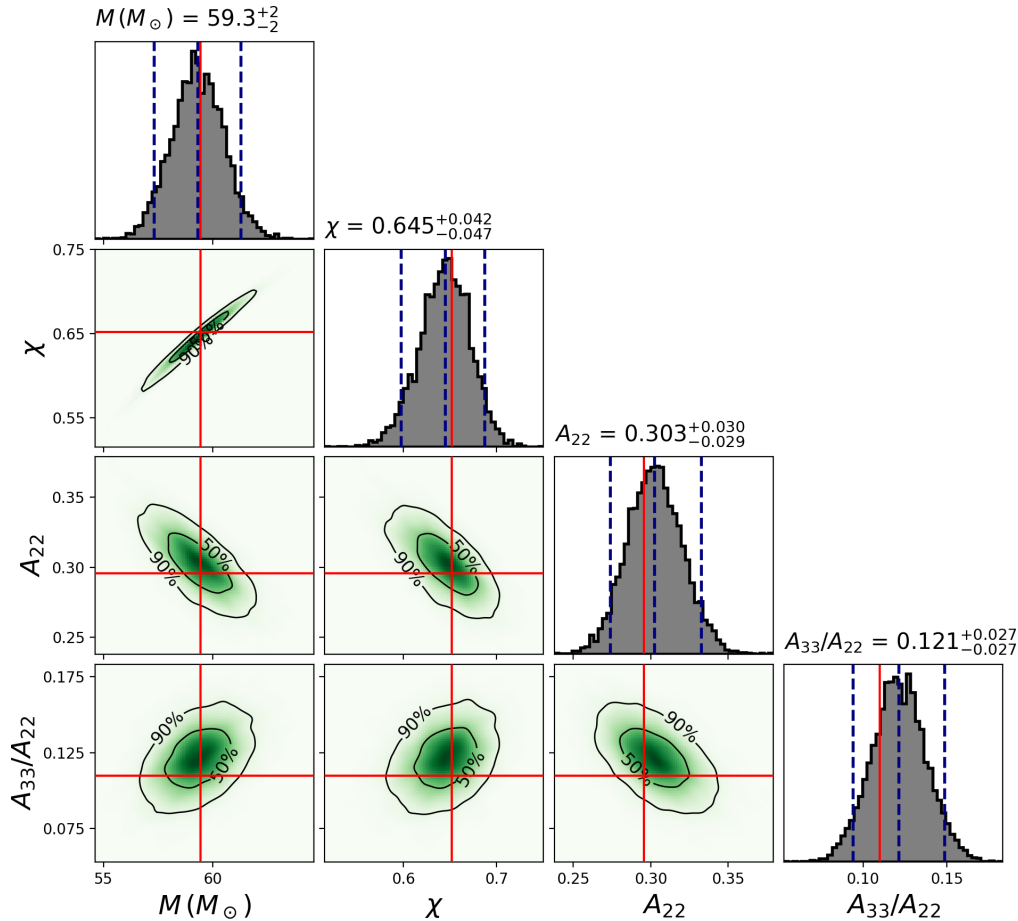 M (M⊙) = 59.3 +2 −2
χ = 0.645 +0.042 −0.047
0.75
0.65
0.55
χ
90%
A22 = 0.303 +0.030 −0.029
0.35
0.30
0.25
A22
50%
90%
50%
90%
A33/A22 = 0.121 +0.027 −0.027
0.175
0.125
0.075
A33/A22
90%
50%
90%
50%
90%
50%
55 60
0.6 0.7
0.25 0.30 0.35
0.10 0.15
M (M⊙)
χ
A22
A33/A22